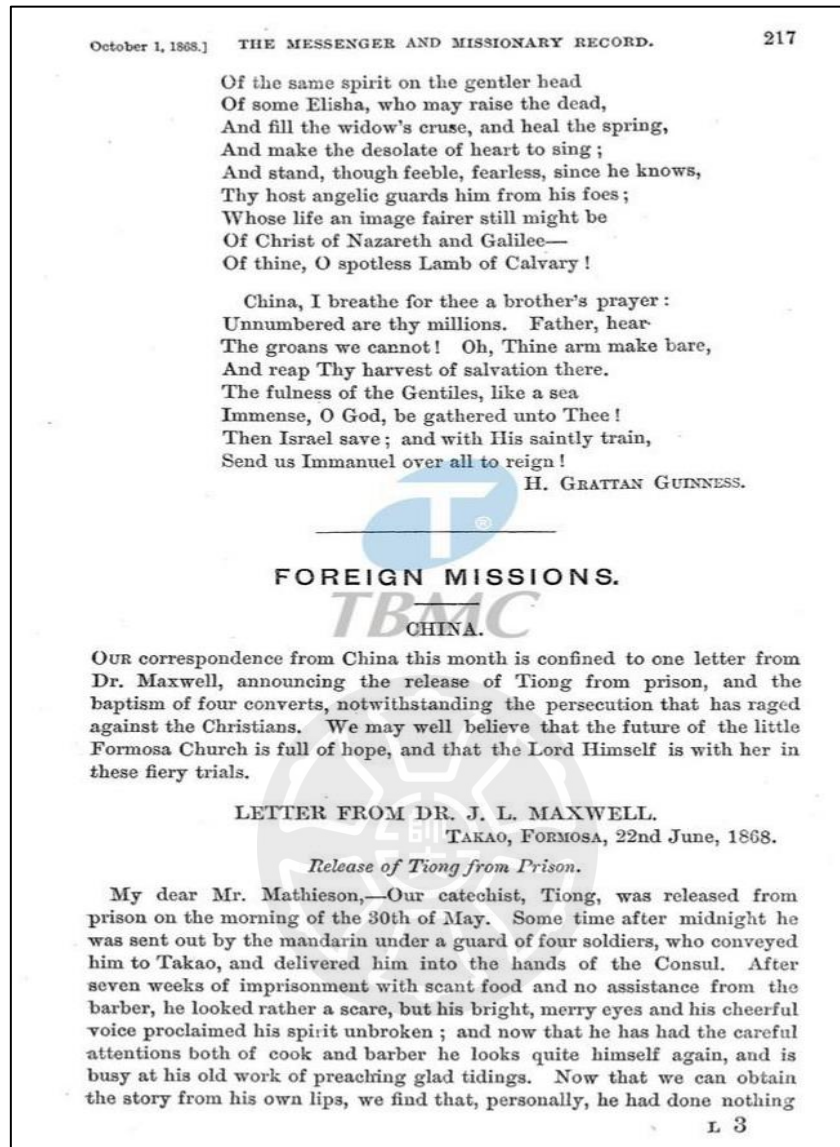 October 1, 1868.] THE MESSENGER AND MISSIONARY RECORD. 217
Of the same spirit on the gentler head
Of some Elisha, who may raise the dead,
And fill the widow's cruse, and heal the spring,
And make the desolate of heart to sing ;
And stand, though feeble, fearless, since he knows,
Thy host angelic guards him from his foes ;
Whose life an image fairer still might be
Of Christ of Nazareth and Galilee—
Of thine, O spotless Lamb of Calvary !
China, I breathe for thee a brother's prayer :
Unnumbered are thy millions. Father, hear
The groans we cannot ! Oh, Thine arm make bare,
And reap Thy harvest of salvation there.
The fulness of the Gentiles, like a sea
Immense, O God, be gathered unto Thee !
Then Israel save ; and with His saintly train,
Send us Immanuel over all to reign !
H. GRATTAN GUINNESS.
T®
FOREIGN MISSIONS.
TBMC
CHINA.
OUR correspondence from China this month is confined to one letter from
Dr. Maxwell, announcing the release of Tiong from prison, and the
baptism of four converts, notwithstanding the persecution that has raged
against the Christians. We may well believe that the future of the little
Formosa Church is full of hope, and that the Lord Himself is with her in
these fiery trials.
LETTER FROM DR. J. L. MAXWELL.
TAKAO, FORMOSA, 22nd June, 1868.
Release of Tiong from Prison.
My dear Mr. Mathieson,—Our catechist, Tiong, was released from
prison on the morning of the 30th of May. Some time after midnight he
was sent out by the mandarin under a guard of four soldiers, who conveyed
him to Takao, and delivered him into the hands of the Consul. After
seven weeks of imprisonment with scant food and no assistance from the
barber, he looked rather a scare, but his bright, merry eyes and his cheerful
voice proclaimed his spirit unbroken ; and now that he has had the careful
attentions both of cook and barber he looks quite himself again, and is
busy at his old work of preaching glad tidings. Now that we can obtain
the story from his own lips, we find that, personally, he had done nothing
L 3